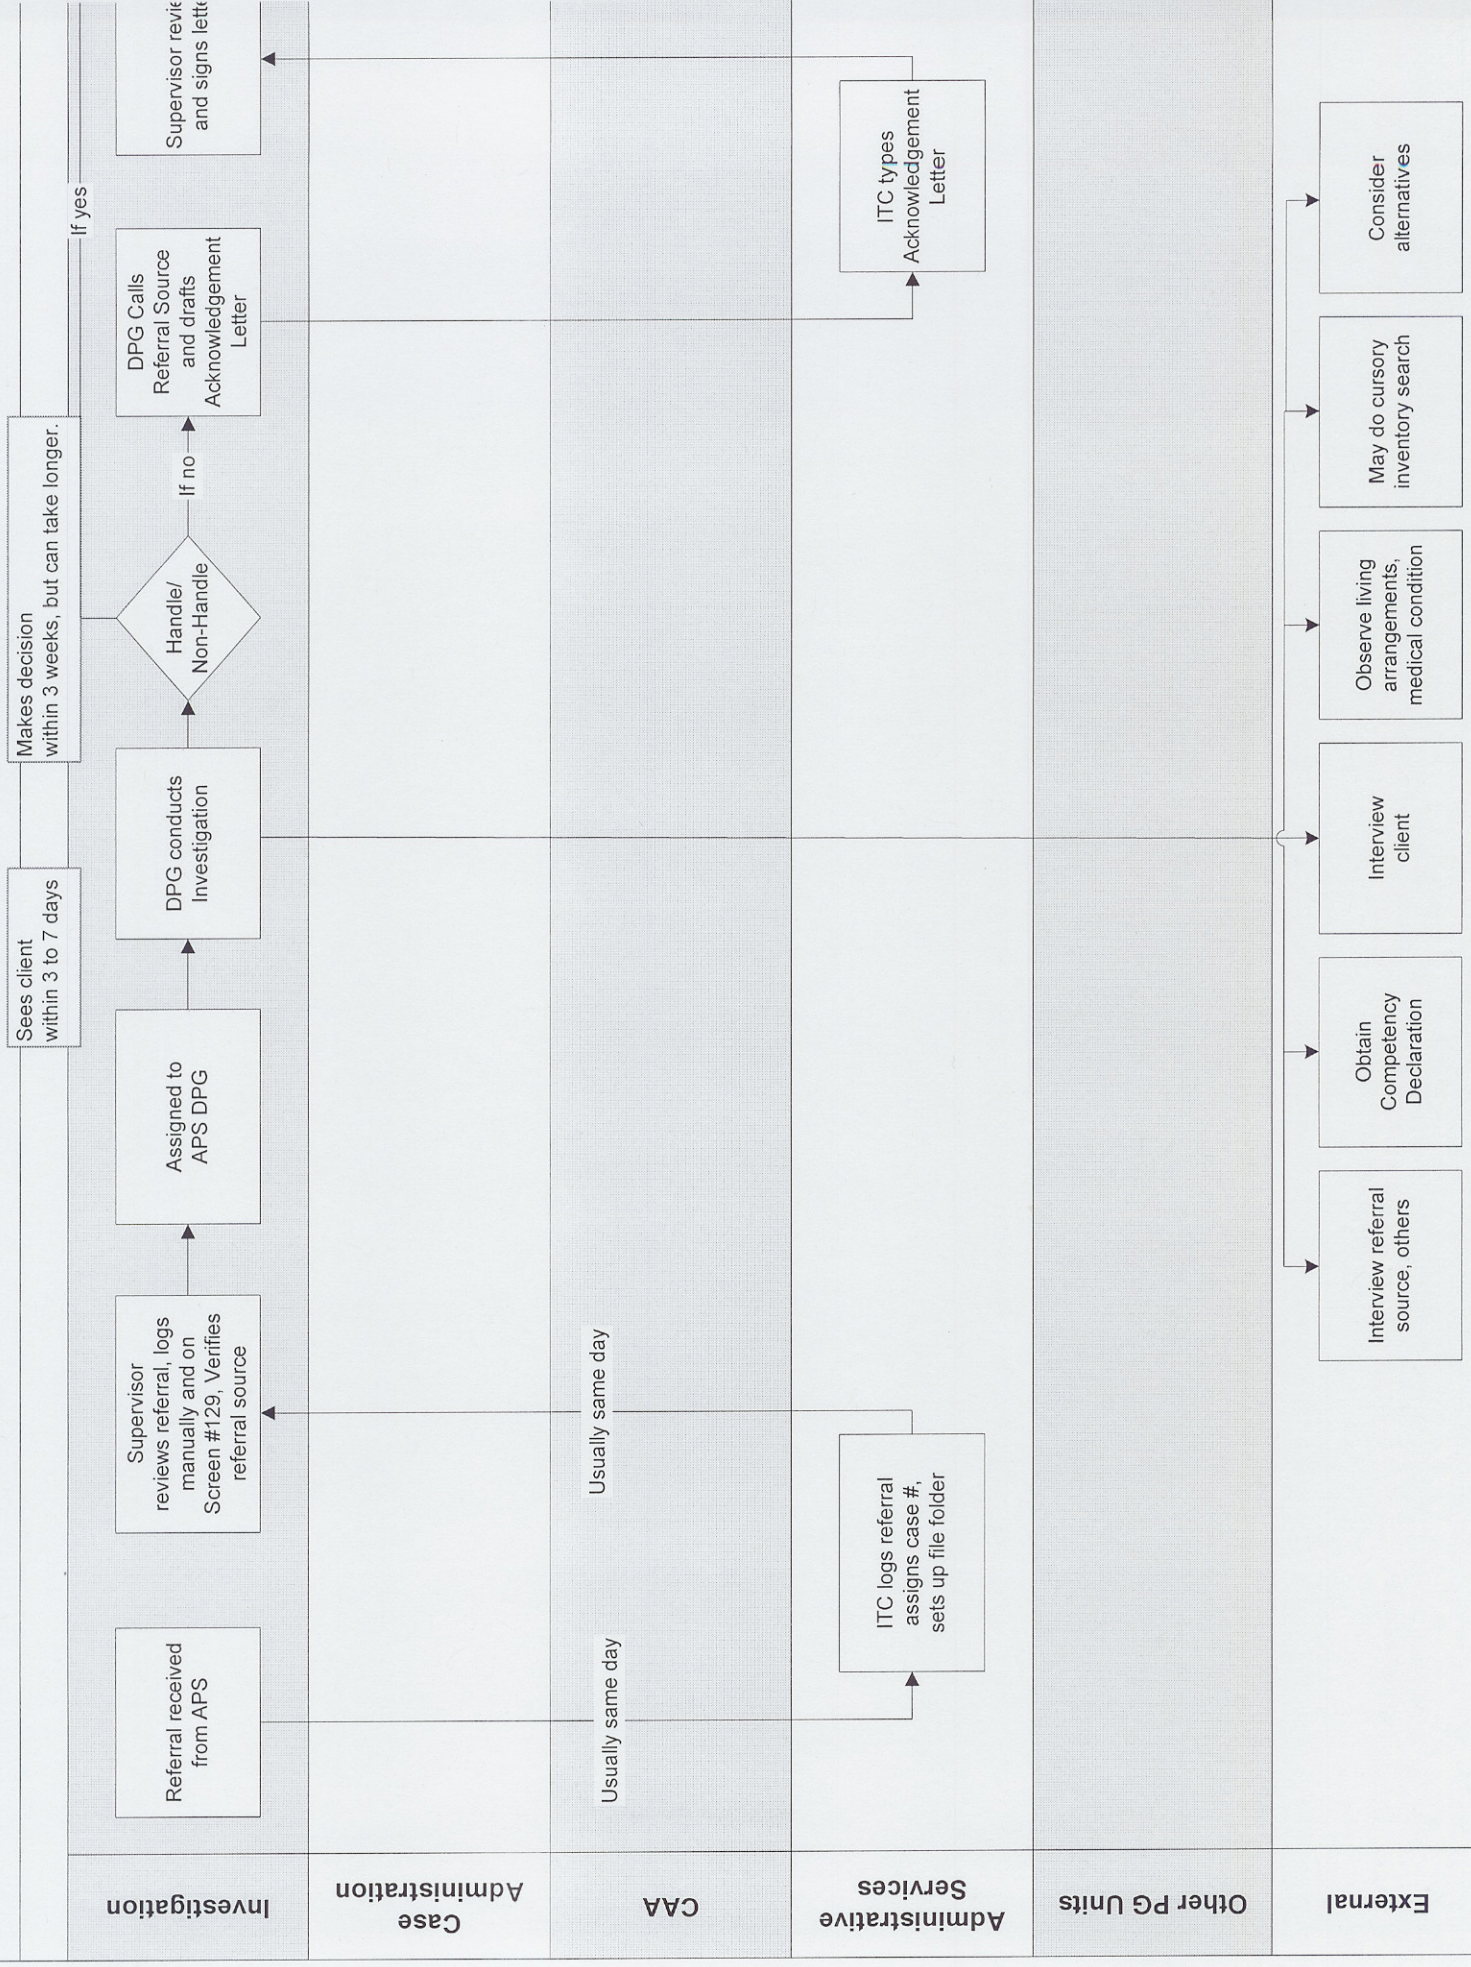 Sees client
within 3 to 7 days
Makes decision
within 3 weeks, but can take longer.
If yes
Investigation
Referral received
from APS
Supervisor
reviews referral, logs
manually and on
Screen #129, Verifies
referral source
Assigned to
APS DPG
DPG conducts
Investigation
Handle/
Non-Handle
If no
DPG Calls
Referral Source
and drafts
Acknowledgement
Letter
Supervisor
and signs
Case
Administration
CAA
Usually same day
Usually same day
Administrative
Services
ITC logs referral
assigns case #,
sets up file folder
ITC types
Acknowledgement
Letter
Other PG Units
External
Interview referral
source, others
Obtain
Competency
Declaration
Interview
client
Observe living
arrangements,
medical condition
May do cursory
inventory search
Consider
alternatives